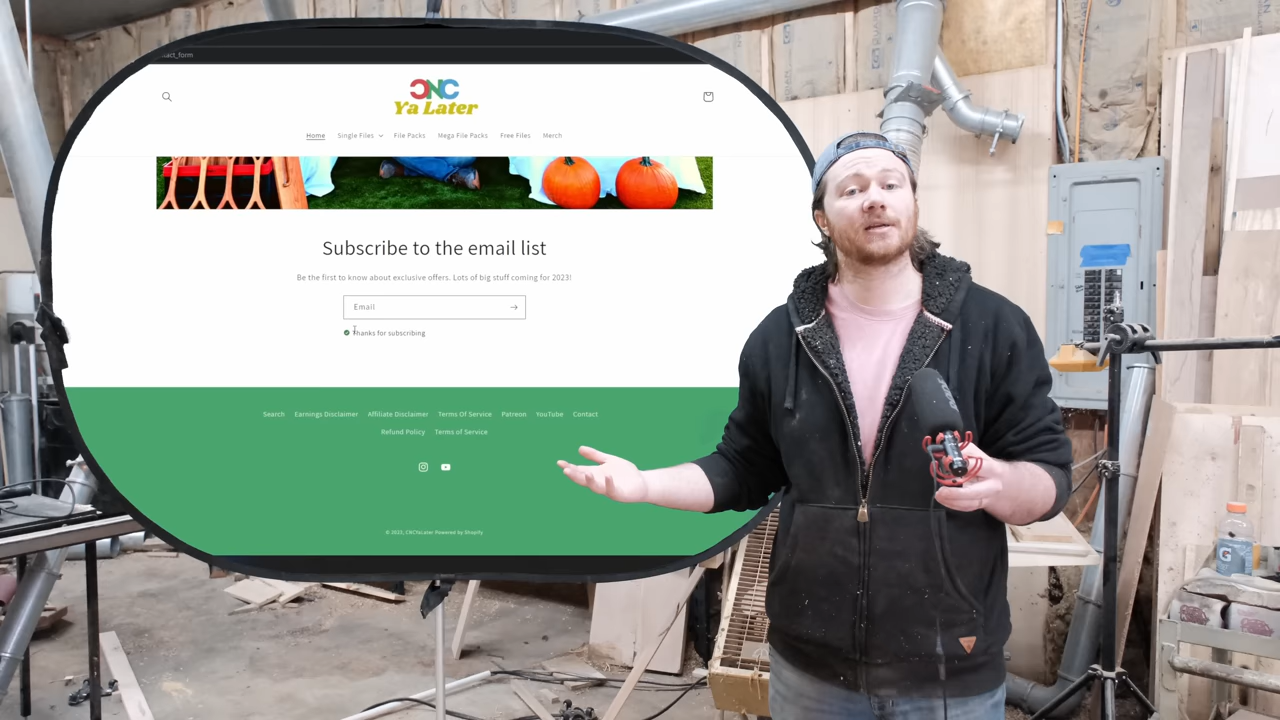 act_form
CNC
Ya Later
Home Single Files File Packs Mega File Packs Free Files Merch
Subscribe to the email list
Be the first to know about exclusive offers. Lots of big stuff coming for 2023!
Email
Thanks for subscribing
Search Earnings Disclaimer Affiliate Disclaimer Terms Of Service Patreon YouTube Contact
Refund Policy Terms of Service
© 2023, CNCYaLater Powered by Shopify
G